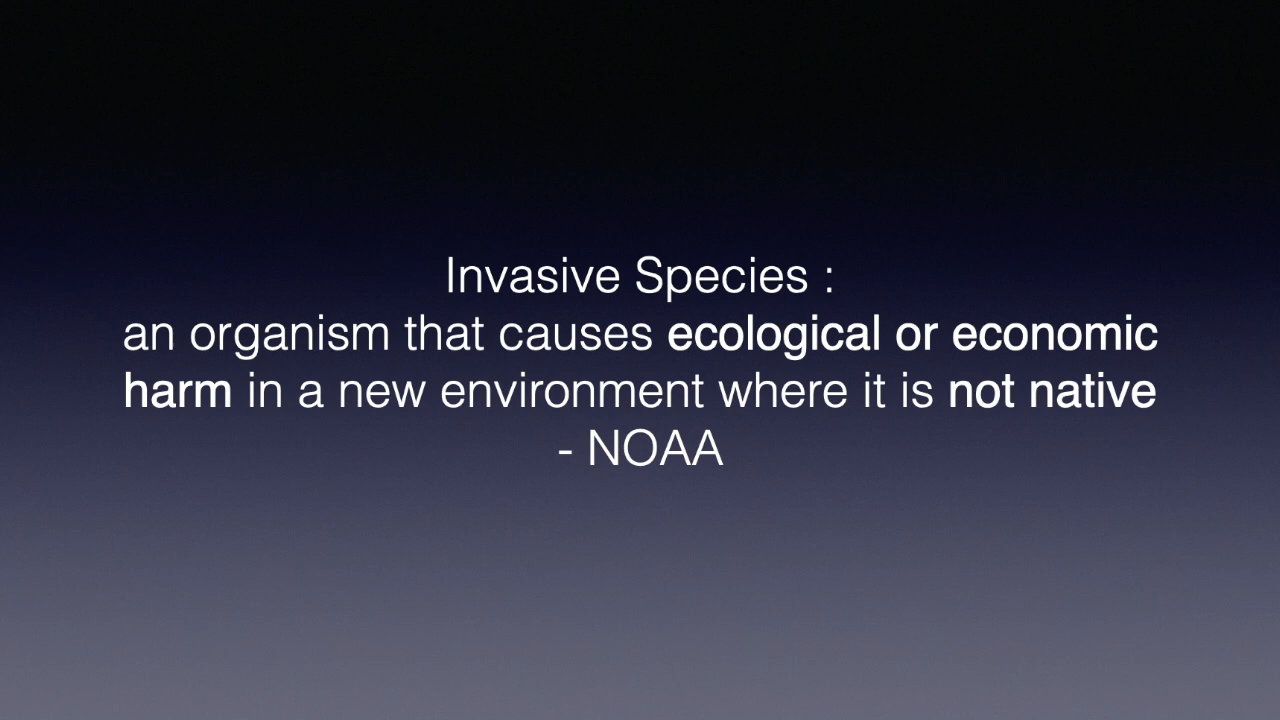 Invasive Species :
an organism that causes ecological or economic
harm in a new environment where it is not native
- NOAA